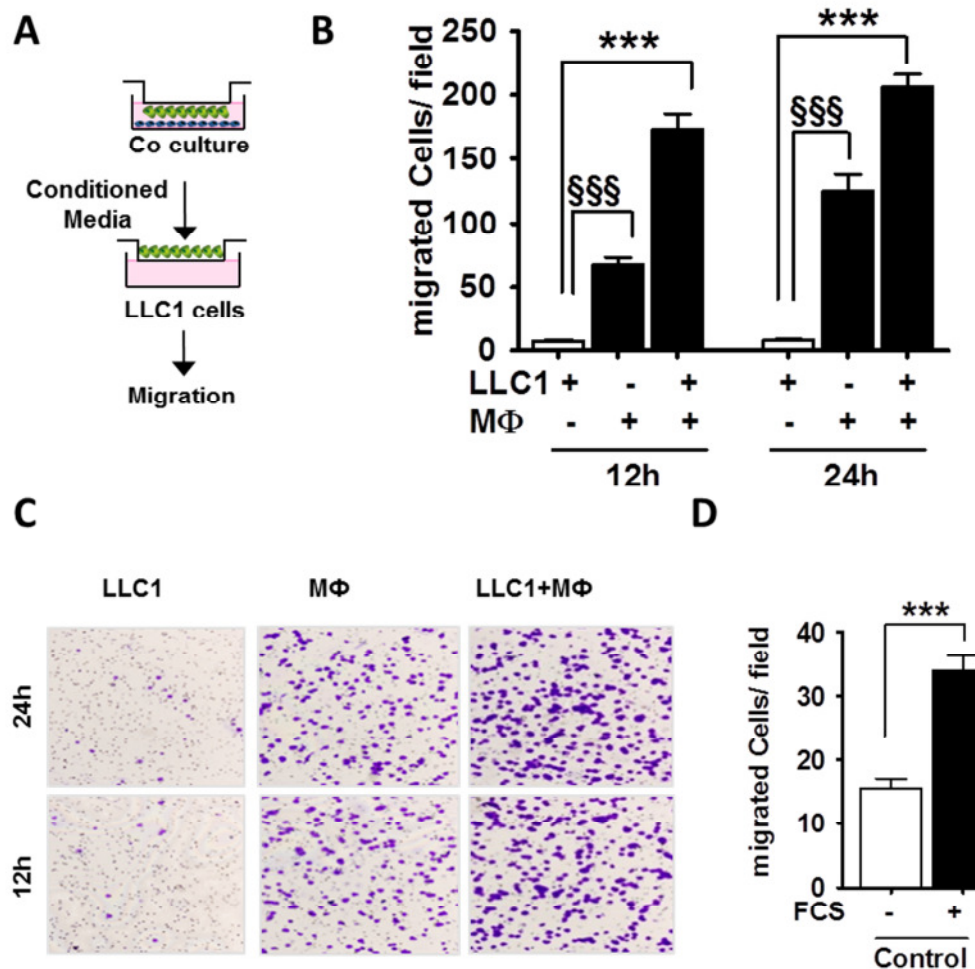 A
Co culture
Conditioned
Media
LLC1 cells
Migration
B
migrated Cells/ field
250
200
150
100
50
0
***
§§§
***
§§§
LLC1 + - + + - +
MΦ - + + - + +
12h 24h
C
LLC1 MΦ LLC1+MΦ
24h
12h
D
migrated Cells/ field
40
30
20
10
0
***
FCS - +
Control